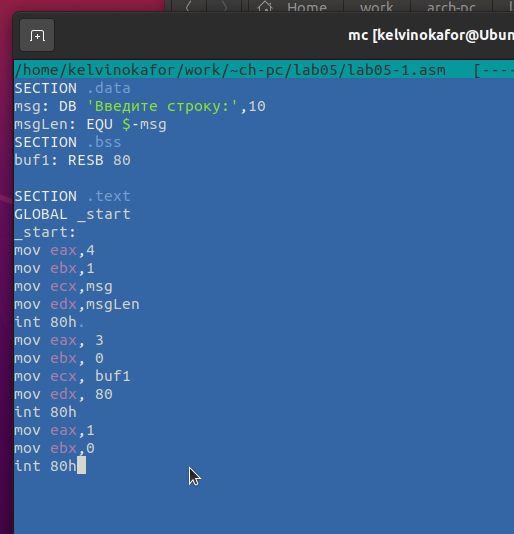 Home work arch-pc
mc [kelvinokafor@Ubun
/home/kelvinokafor/work/~ch-pc/lab05/lab05-1.asm [----
SECTION .data
msg: DB 'Введите строку:',10
msgLen: EQU $-msg
SECTION .bss
buf1: RESB 80
SECTION .text
GLOBAL _start
_start:
mov eax,4
mov ebx,1
mov ecx,msg
mov edx,msgLen
int 80h.
mov eax, 3
mov ebx, 0
mov ecx, buf1
mov edx, 80
int 80h
mov eax,1
mov ebx,0
int 80h